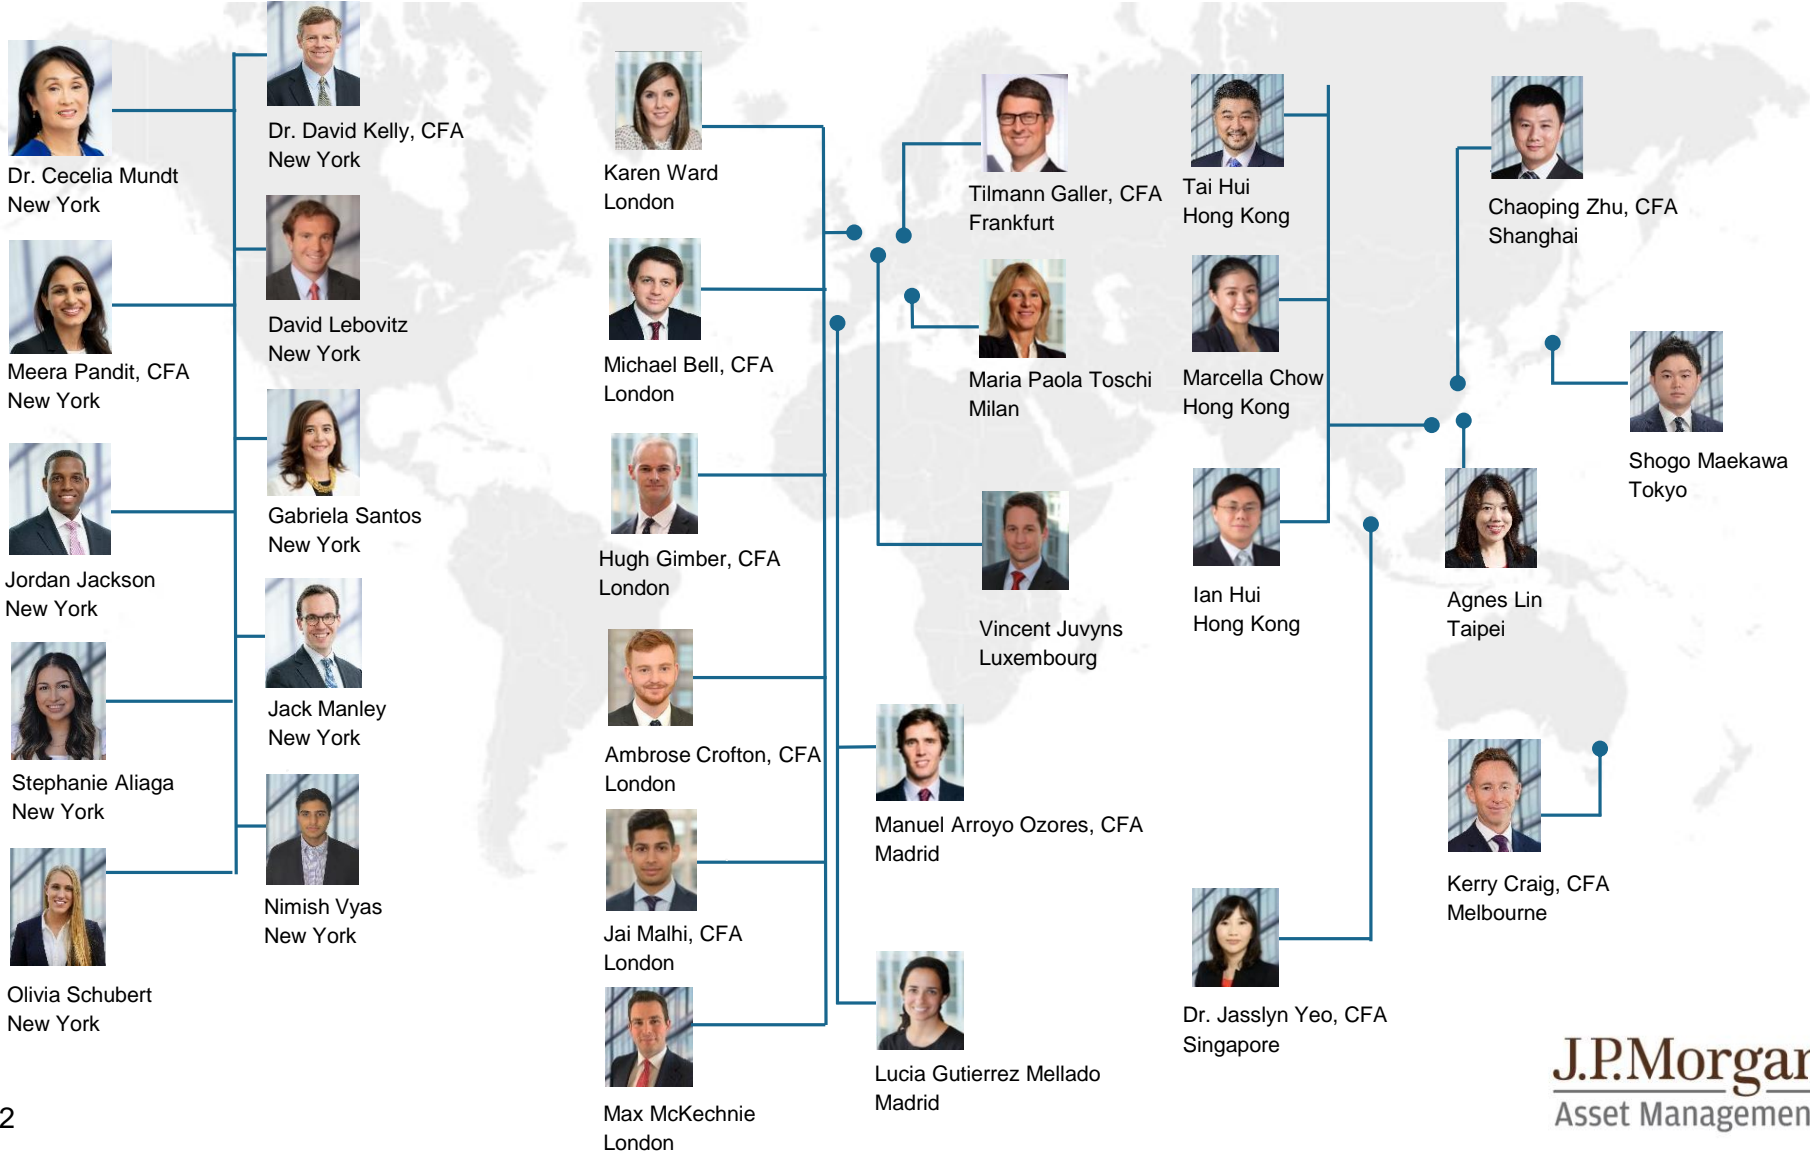 Dr. Cecelia Mundt
New York
Meera Pandit, CFA
New York
Jordan Jackson
New York
Stephanie Aliaga
New York
Olivia Schubert
New York
Dr. David Kelly, CFA
New York
David Lebovitz
New York
Gabriela Santos
New York
Jack Manley
New York
Nimish Vyas
New York
Karen Ward
London
Michael Bell, CFA
London
Hugh Gimber, CFA
London
Ambrose Crofton, CFA
London
Jai Malhi, CFA
London
Max McKechnie
London
Tilmann Galler, CFA
Frankfurt
Maria Paola Toschi
Milan
Vincent Juvyns
Luxembourg
Manuel Arroyo Ozores, CFA
Madrid
Lucia Gutierrez Mellado
Madrid
Tai Hui
Hong Kong
Marcella Chow
Hong Kong
Ian Hui
Hong Kong
Dr. Jasslyn Yeo, CFA
Singapore
Chaoping Zhu, CFA
Shanghai
Agnes Lin
Taipei
Kerry Craig, CFA
Melbourne
Shogo Maekawa
Tokyo
2
J.P.Morgan
Asset Managemen